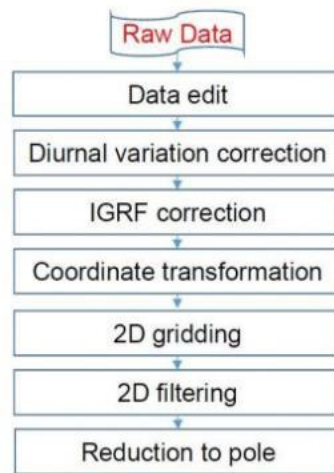 Raw Data
Data edit
Diurnal variation correction
IGRF correction
Coordinate transformation
2D gridding
2D filtering
Reduction to pole